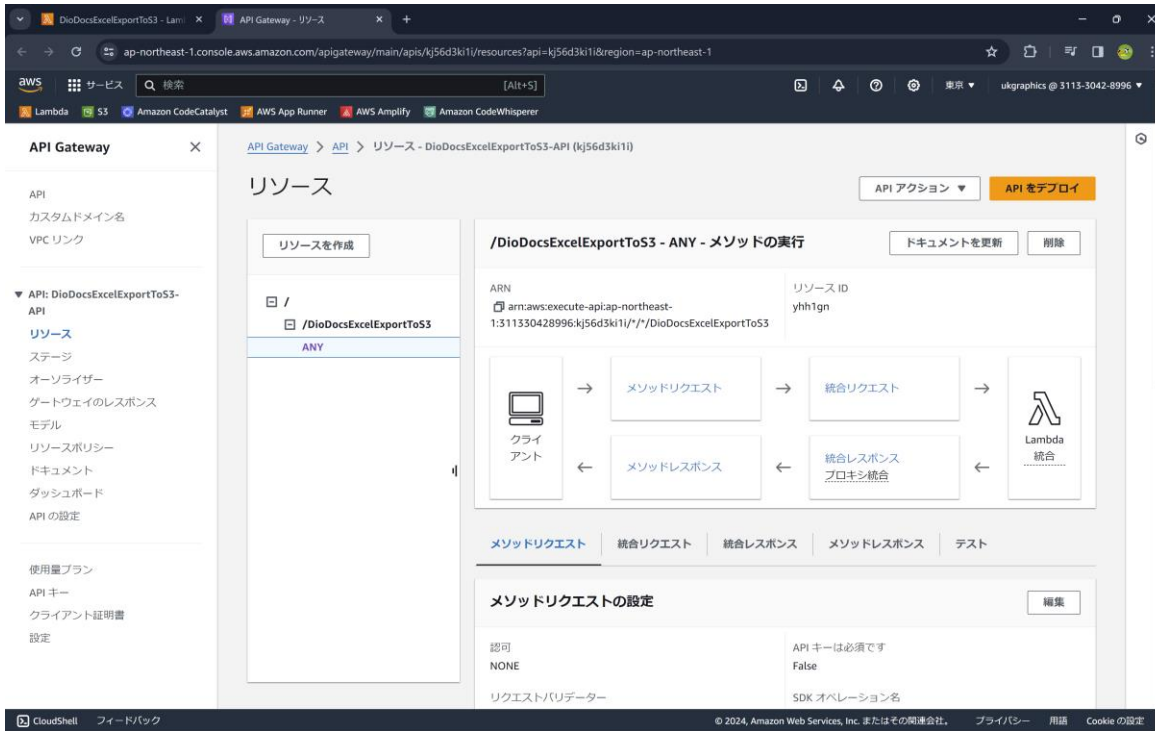 DioDocsExcelExportToS3 - Lam
API Gateway - リソース
ap-northeast-1.console.aws.amazon.com/apigateway/main/apis/kj56d3ki1i/resources?api=kj56d3ki1i&region=ap-northeast-1
aws
サービス
検索
[Alt+S]
東京 ▼
ukgraphics @ 3113-3042-8996 ▼
Lambda
S3
Amazon CodeCatalyst
AWS App Runner
AWS Amplify
Amazon CodeWhisperer
API Gateway
API
カスタムドメイン名
VPC リンク
▼ API: DioDocsExcelExportToS3-
API
リソース
ステージ
オーソライザー
ゲートウェイのレスポンス
モデル
リソースポリシー
ドキュメント
ダッシュボード
API の設定
使用量プラン
API キー
クライアント証明書
設定
API Gateway > API > リソース - DioDocsExcelExportToS3-API (kj56d3ki1i)
リソース
API アクション ▼
API をデプロイ
リソースを作成
/
/DioDocsExcelExportToS3
ANY
/DioDocsExcelExportToS3 - ANY - メソッドの実行
ドキュメントを更新
削除
ARN
arn:aws:execute-api:ap-northeast-
1:311330428996:kj56d3ki1i/*/*/DioDocsExcelExportToS3
リソース ID
yhh1gn
クライ
アント
メソッドリクエスト
統合リクエスト
Lambda
統合
メソッドレスポンス
統合レスポンス
プロキシ統合
メソッドリクエスト
統合リクエスト
統合レスポンス
メソッドレスポンス
テスト
メソッドリクエストの設定
編集
認可
NONE
API キーは必須です
False
リクエストバリデーター
SDK オペレーション名
CloudShell
フィードバック
© 2024, Amazon Web Services, Inc. またはその関連会社。
プライバシー
用語
Cookie の設定